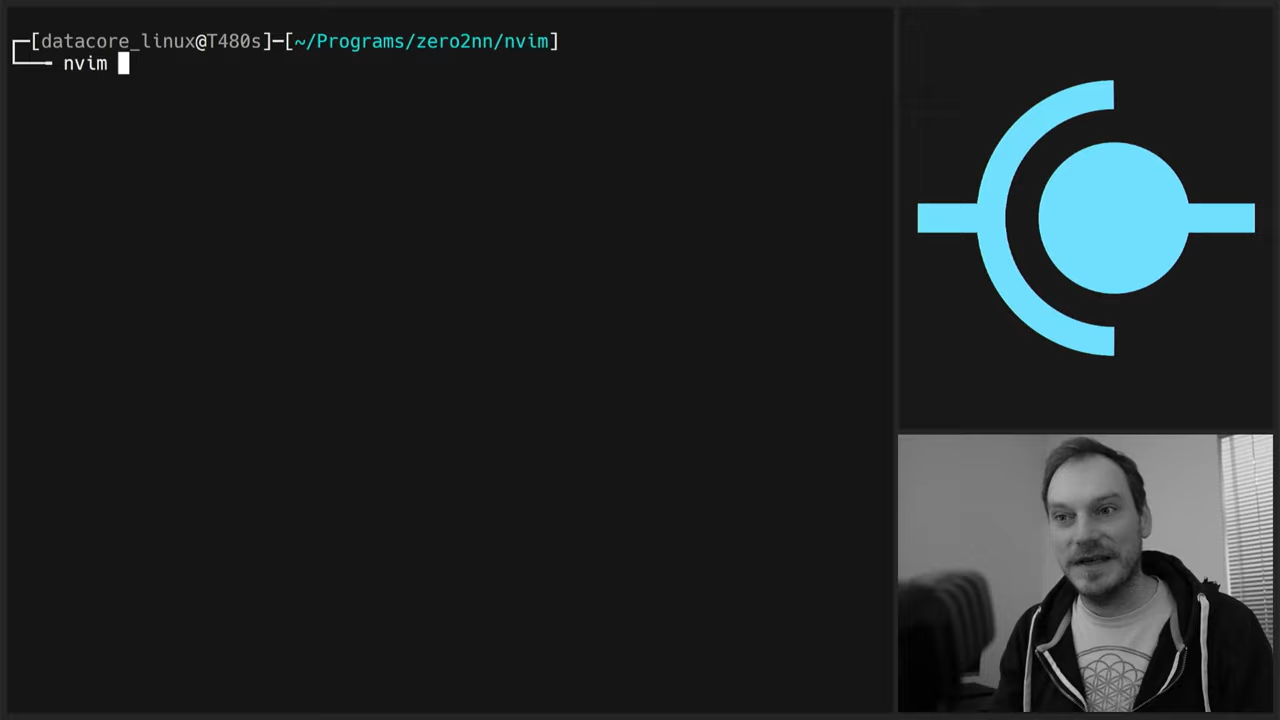 ┌─[datacore_linux@T480s]─[~/Programs/zero2nn/nvim]
└──╼ nvim